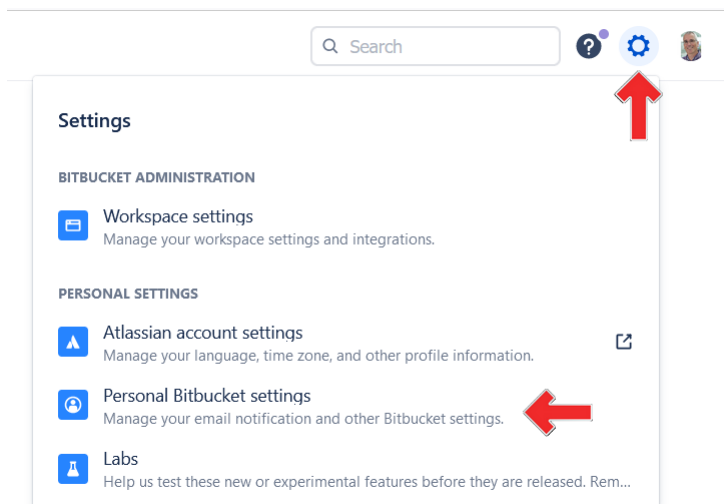 Search
Settings
BITBUCKET ADMINISTRATION
Workspace settings
Manage your workspace settings and integrations.
PERSONAL SETTINGS
Atlassian account settings
Manage your language, time zone, and other profile information.
Personal Bitbucket settings
Manage your email notification and other Bitbucket settings.
Labs
Help us test these new or experimental features before they are released. Rem...